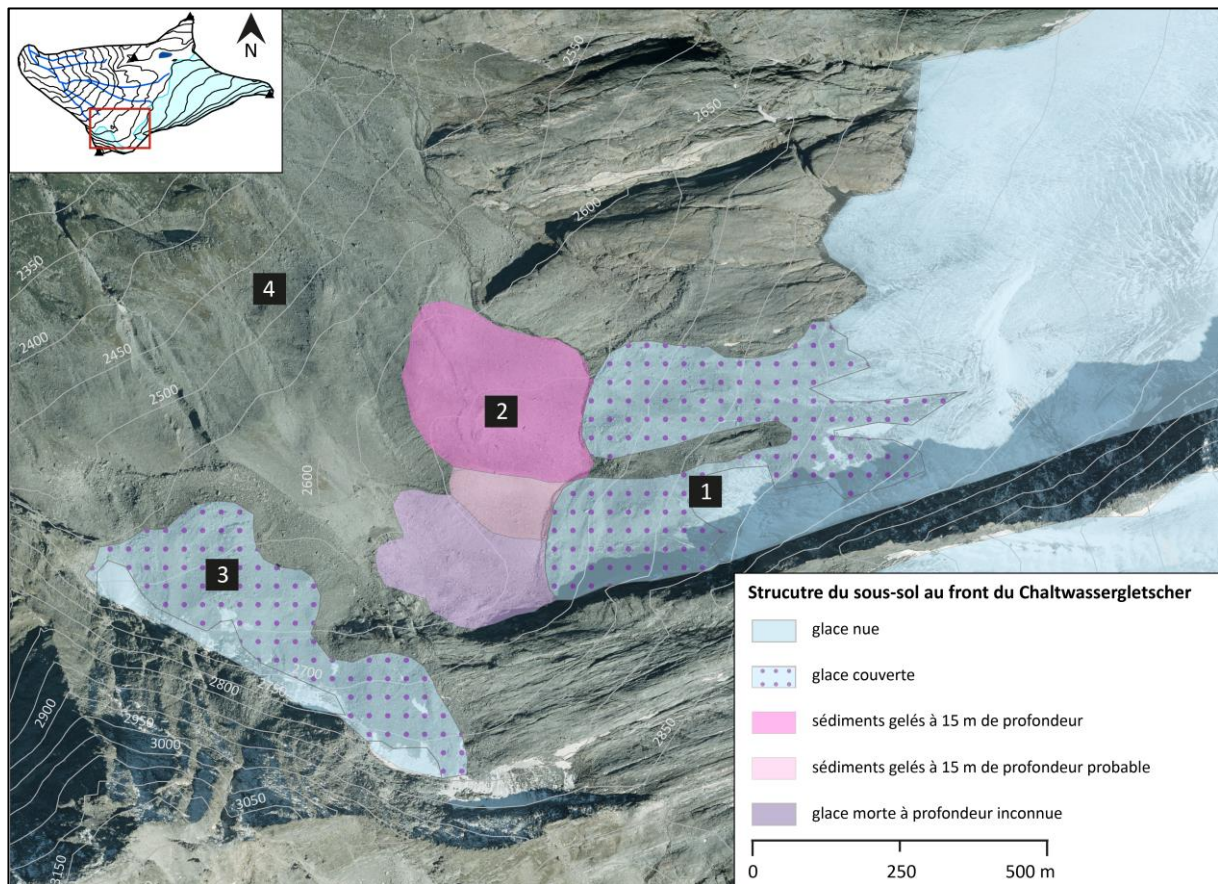 N
2550
2650
2600
4
2350
2400
2450
2500
2
2600
1
3
2700
2750
2800
2850
2900
2950
3000
3050
3150
Strucutre du sous-sol au front du Chaltwassergletscher
glace nue
glace couverte
sédiments gelés à 15 m de profondeur
sédiments gelés à 15 m de profondeur probable
glace morte à profondeur inconnue
0 250 500 m